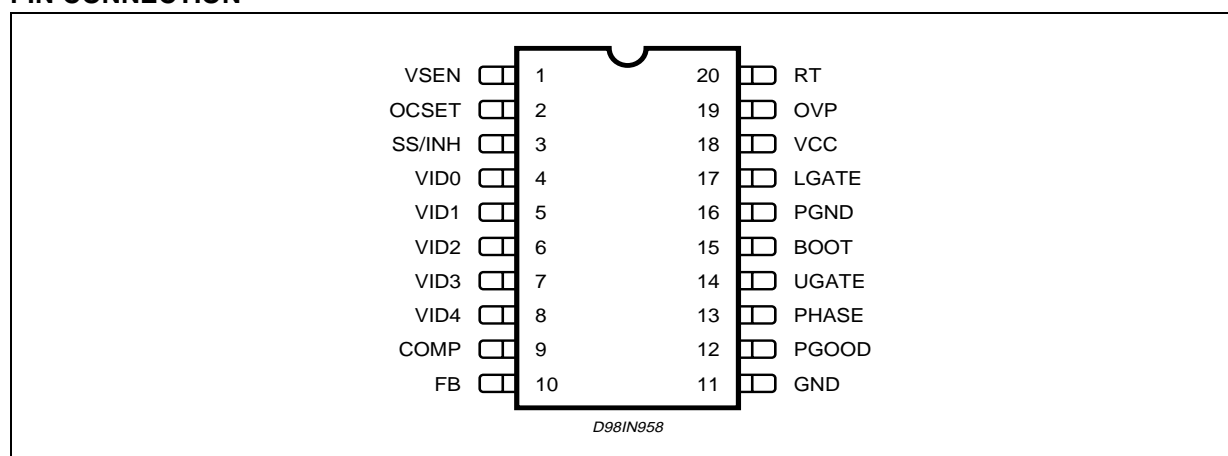 PIN CONNECTION
VSEN 1 20 RT
OCSET 2 19 OVP
SS/INH 3 18 VCC
VID0 4 17 LGATE
VID1 5 16 PGND
VID2 6 15 BOOT
VID3 7 14 UGATE
VID4 8 13 PHASE
COMP 9 12 PGOOD
FB 10 11 GND
D98IN958